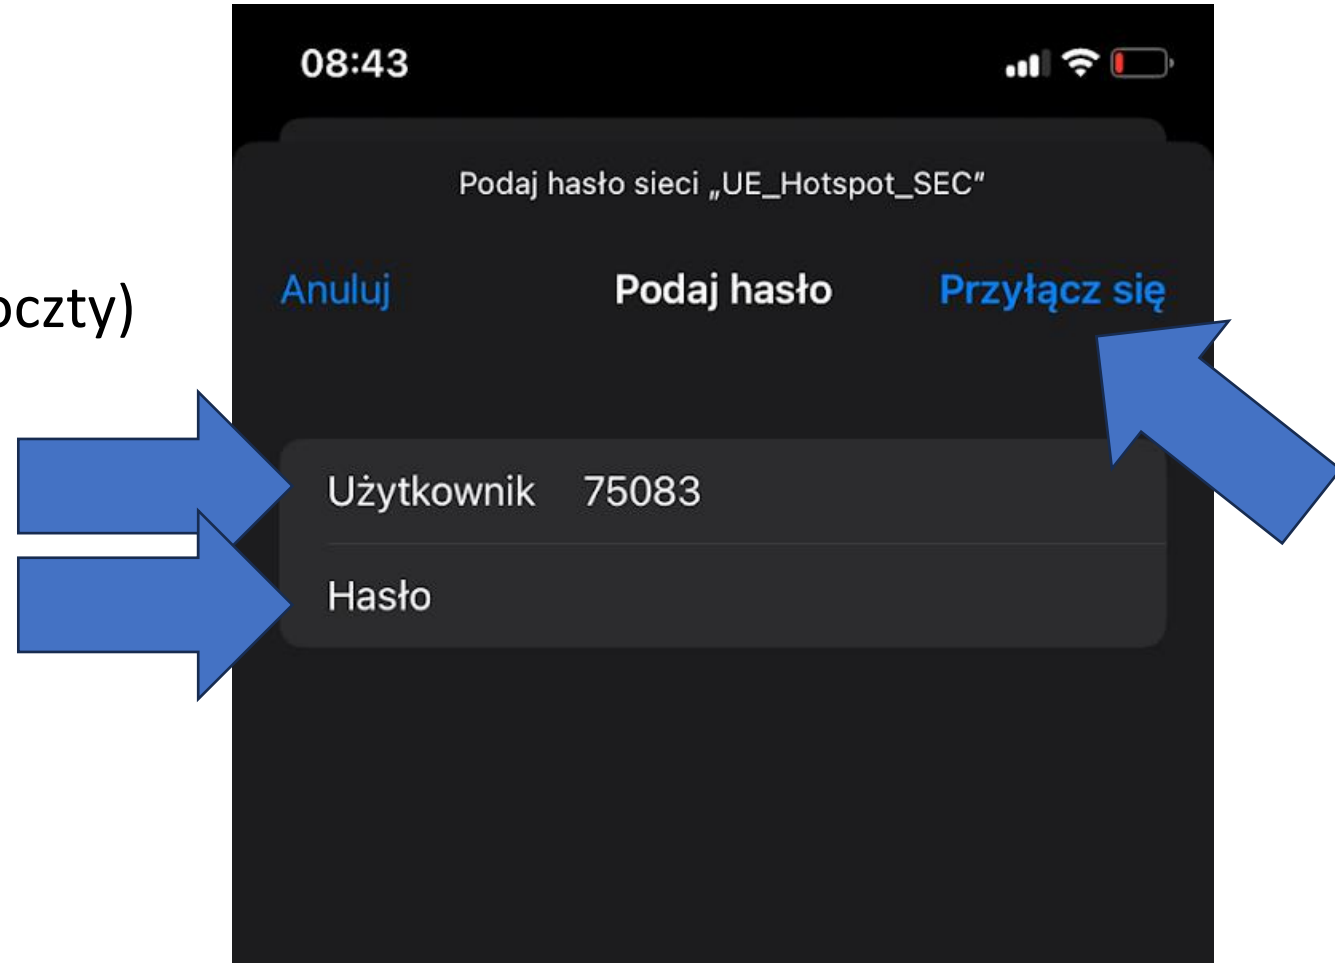 08:43
Podaj hasło sieci „UE_Hotspot_SEC”
Anuluj
Podaj hasło
Przyłącz się
oczty)
Użytkownik 75083
Hasło